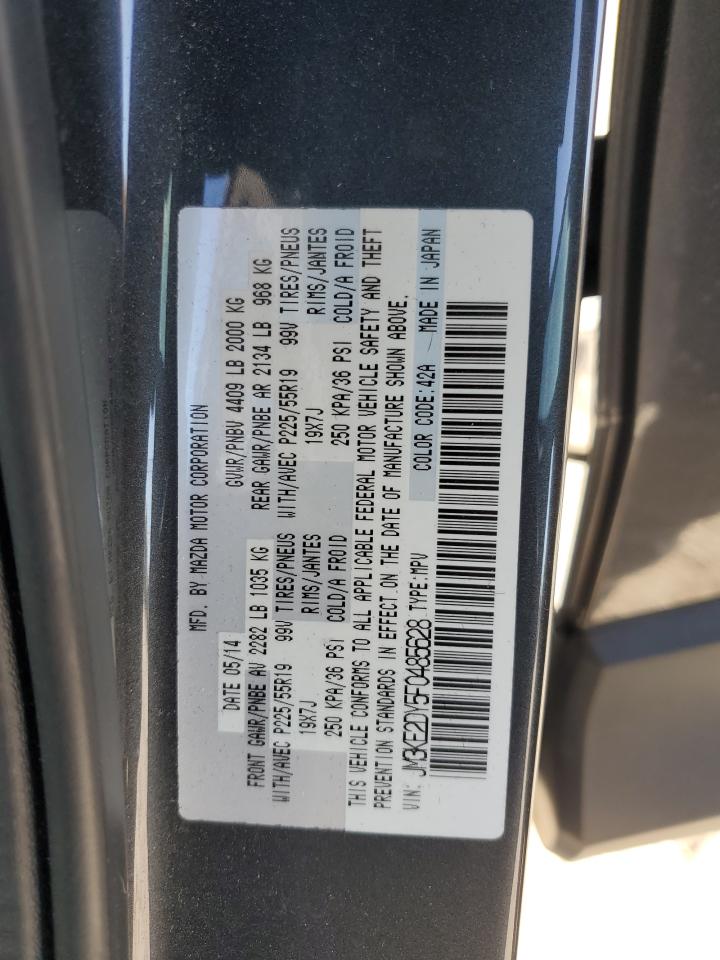 MFD. BY MAZDA MOTOR CORPORATION
DATE 05/14 GVWR/PNBV 4409 LB 2000 KG
FRONT GAWR/PNBE AV 2282 LB 1035 KG REAR GAWR/PNBE AR 2134 LB 968 KG
WITH/AVEC P225/55R19 99V TIRES/PNEUS WITH/AVEC P225/55R19 99V TIRES/PNEUS
19X7J RIMS/JANTES 19X7J RIMS/JANTES
250 KPA/36 PSI COLD/A FROID 250 KPA/36 PSI COLD/A FROID
THIS VEHICLE CONFORMS TO ALL APPLICABLE FEDERAL MOTOR VEHICLE SAFETY AND THEFT
PREVENTION STANDARDS IN EFFECT ON THE DATE OF MANUFACTURE SHOWN ABOVE.
VIN: JM3KE2DY5F0485628 TYPE:MPV COLOR CODE:42A MADE IN JAPAN